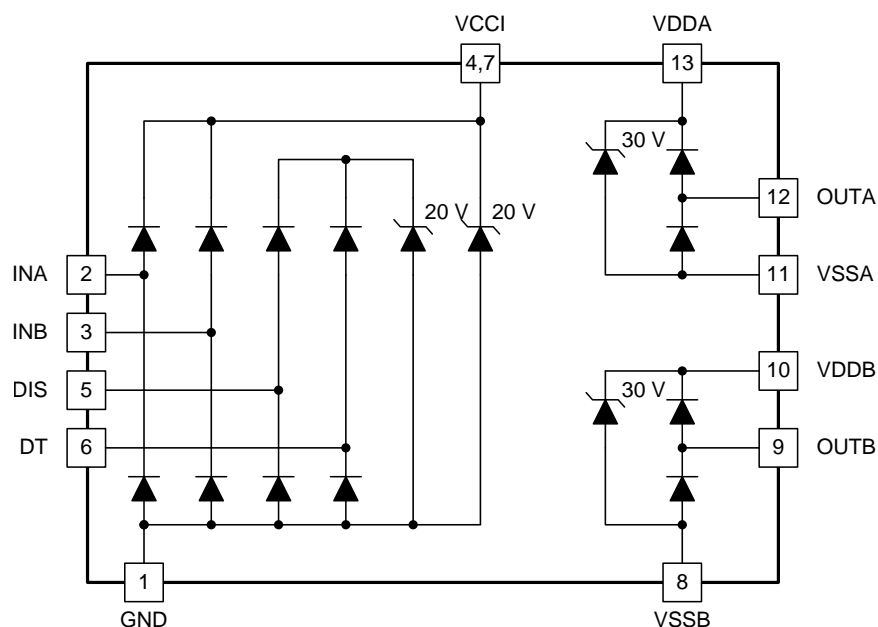 VCCI
VDDA
4,7
13
30 V
12
OUTA
20 V
20 V
INA
2
11
VSSA
INB
3
10
VDDB
DIS
5
30 V
DT
6
9
OUTB
1
8
GND
VSSB